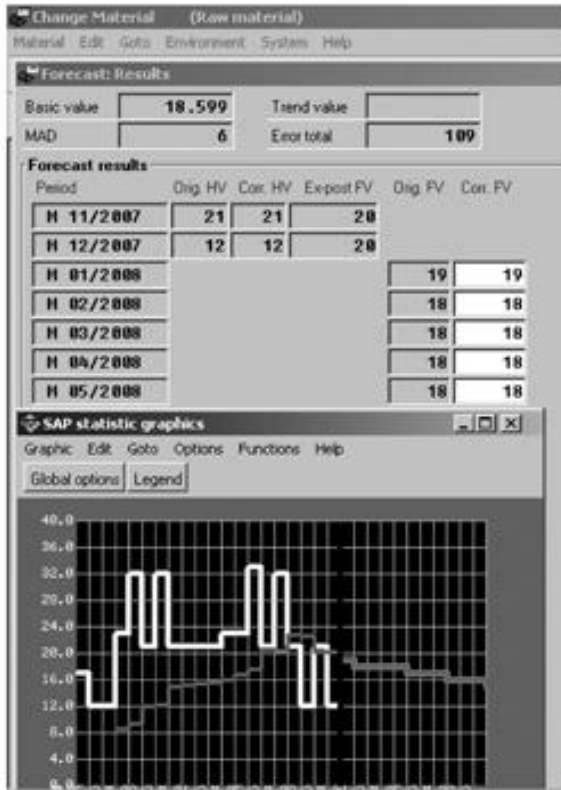 Change Material (Raw material)
Material Edit Goto Environment System Help
Forecast: Results
Basic value 18.599 Trend value
MAD 6 Error total 109
Forecast results
Period Orig. HV Corr. HV Ex-post FV Orig. FV Corr. FV
M 11/2007 21 21 20
M 12/2007 12 12 20
M 01/2008 19 19
M 02/2008 18 18
M 03/2008 18 18
M 04/2008 18 18
M 05/2008 18 18
SAP statistic graphics
Graphic Edit Goto Options Functions Help
Global options Legend
40.0
36.0
32.0
28.0
24.0
20.0
16.0
12.0
8.0
4.0
0.0